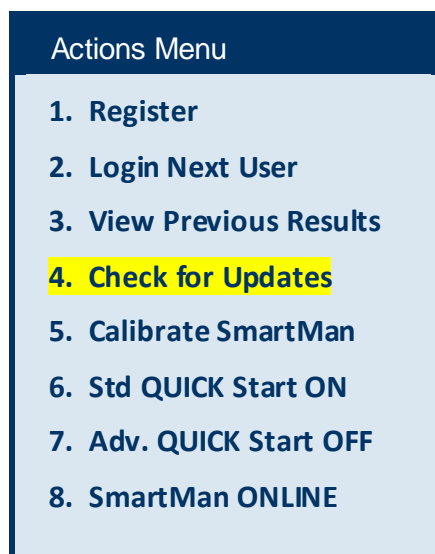 Actions Menu
1. Register
2. Login Next User
3. View Previous Results
4. Check for Updates
5. Calibrate SmartMan
6. Std QUICK Start ON
7. Adv. QUICK Start OFF
8. SmartMan ONLINE